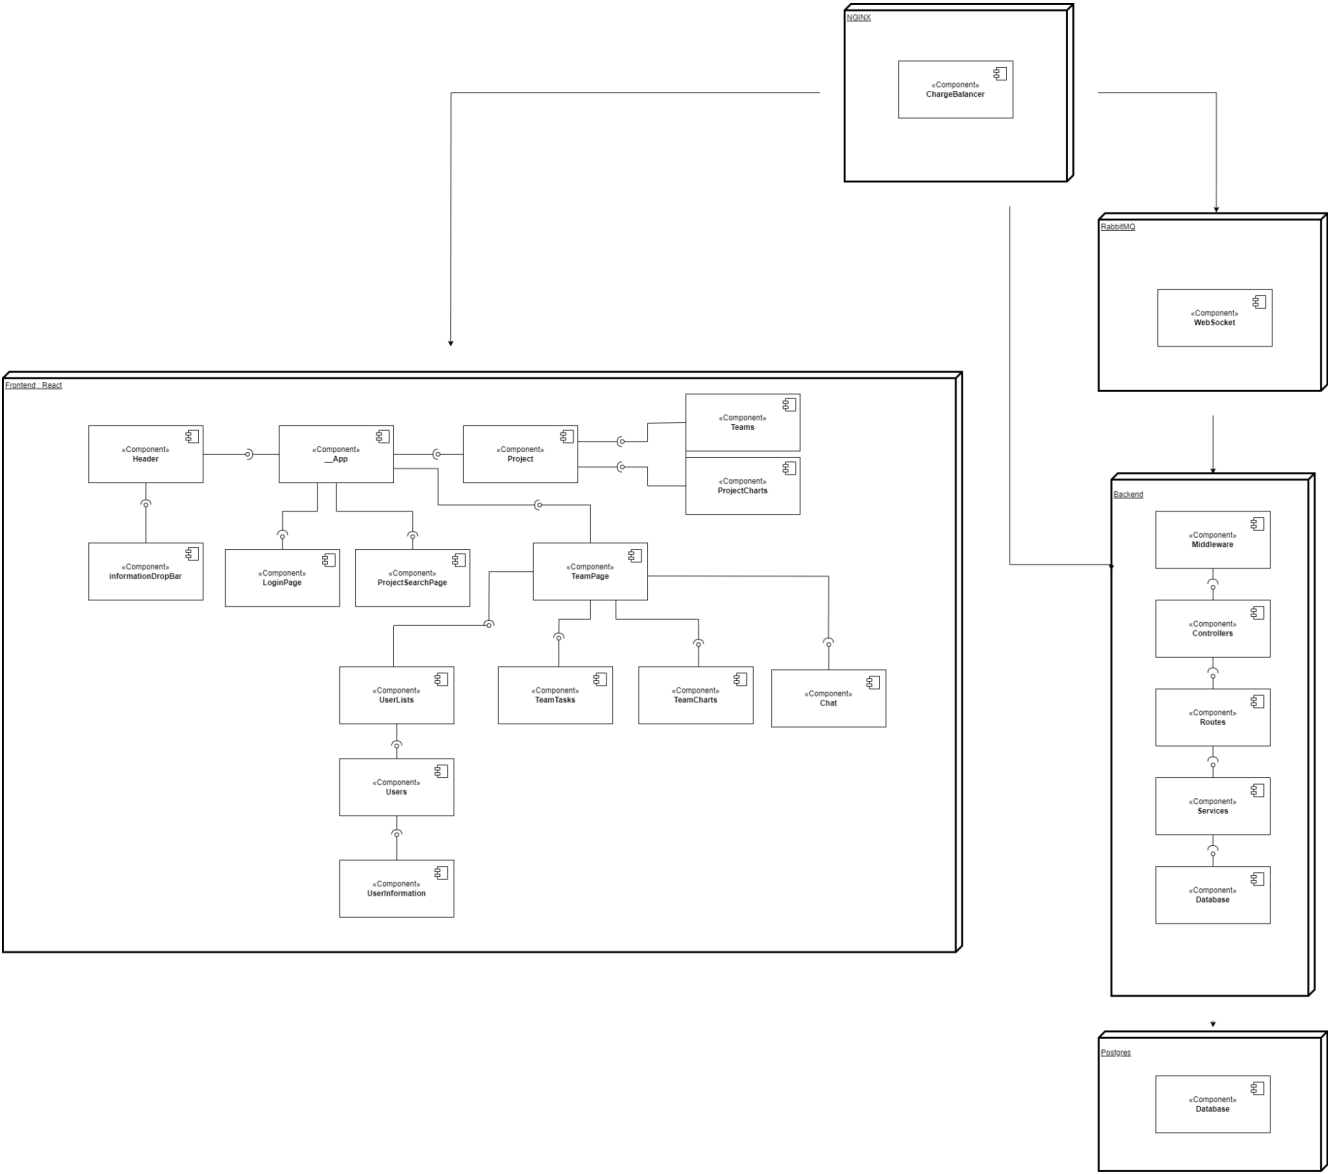 NGINX
«Component»
ChargeBalancer
RabbitMQ
«Component»
WebSocket
Frontend : React
«Component»
Header
«Component»
__App
«Component»
Project
«Component»
Teams
«Component»
ProjectCharts
«Component»
informationDropBar
«Component»
LoginPage
«Component»
ProjectSearchPage
«Component»
TeamPage
«Component»
UserLists
«Component»
TeamTasks
«Component»
TeamCharts
«Component»
Chat
«Component»
Users
«Component»
UserInformation
Backend
«Component»
Middleware
«Component»
Controllers
«Component»
Routes
«Component»
Services
«Component»
Database
Postgres
«Component»
Database